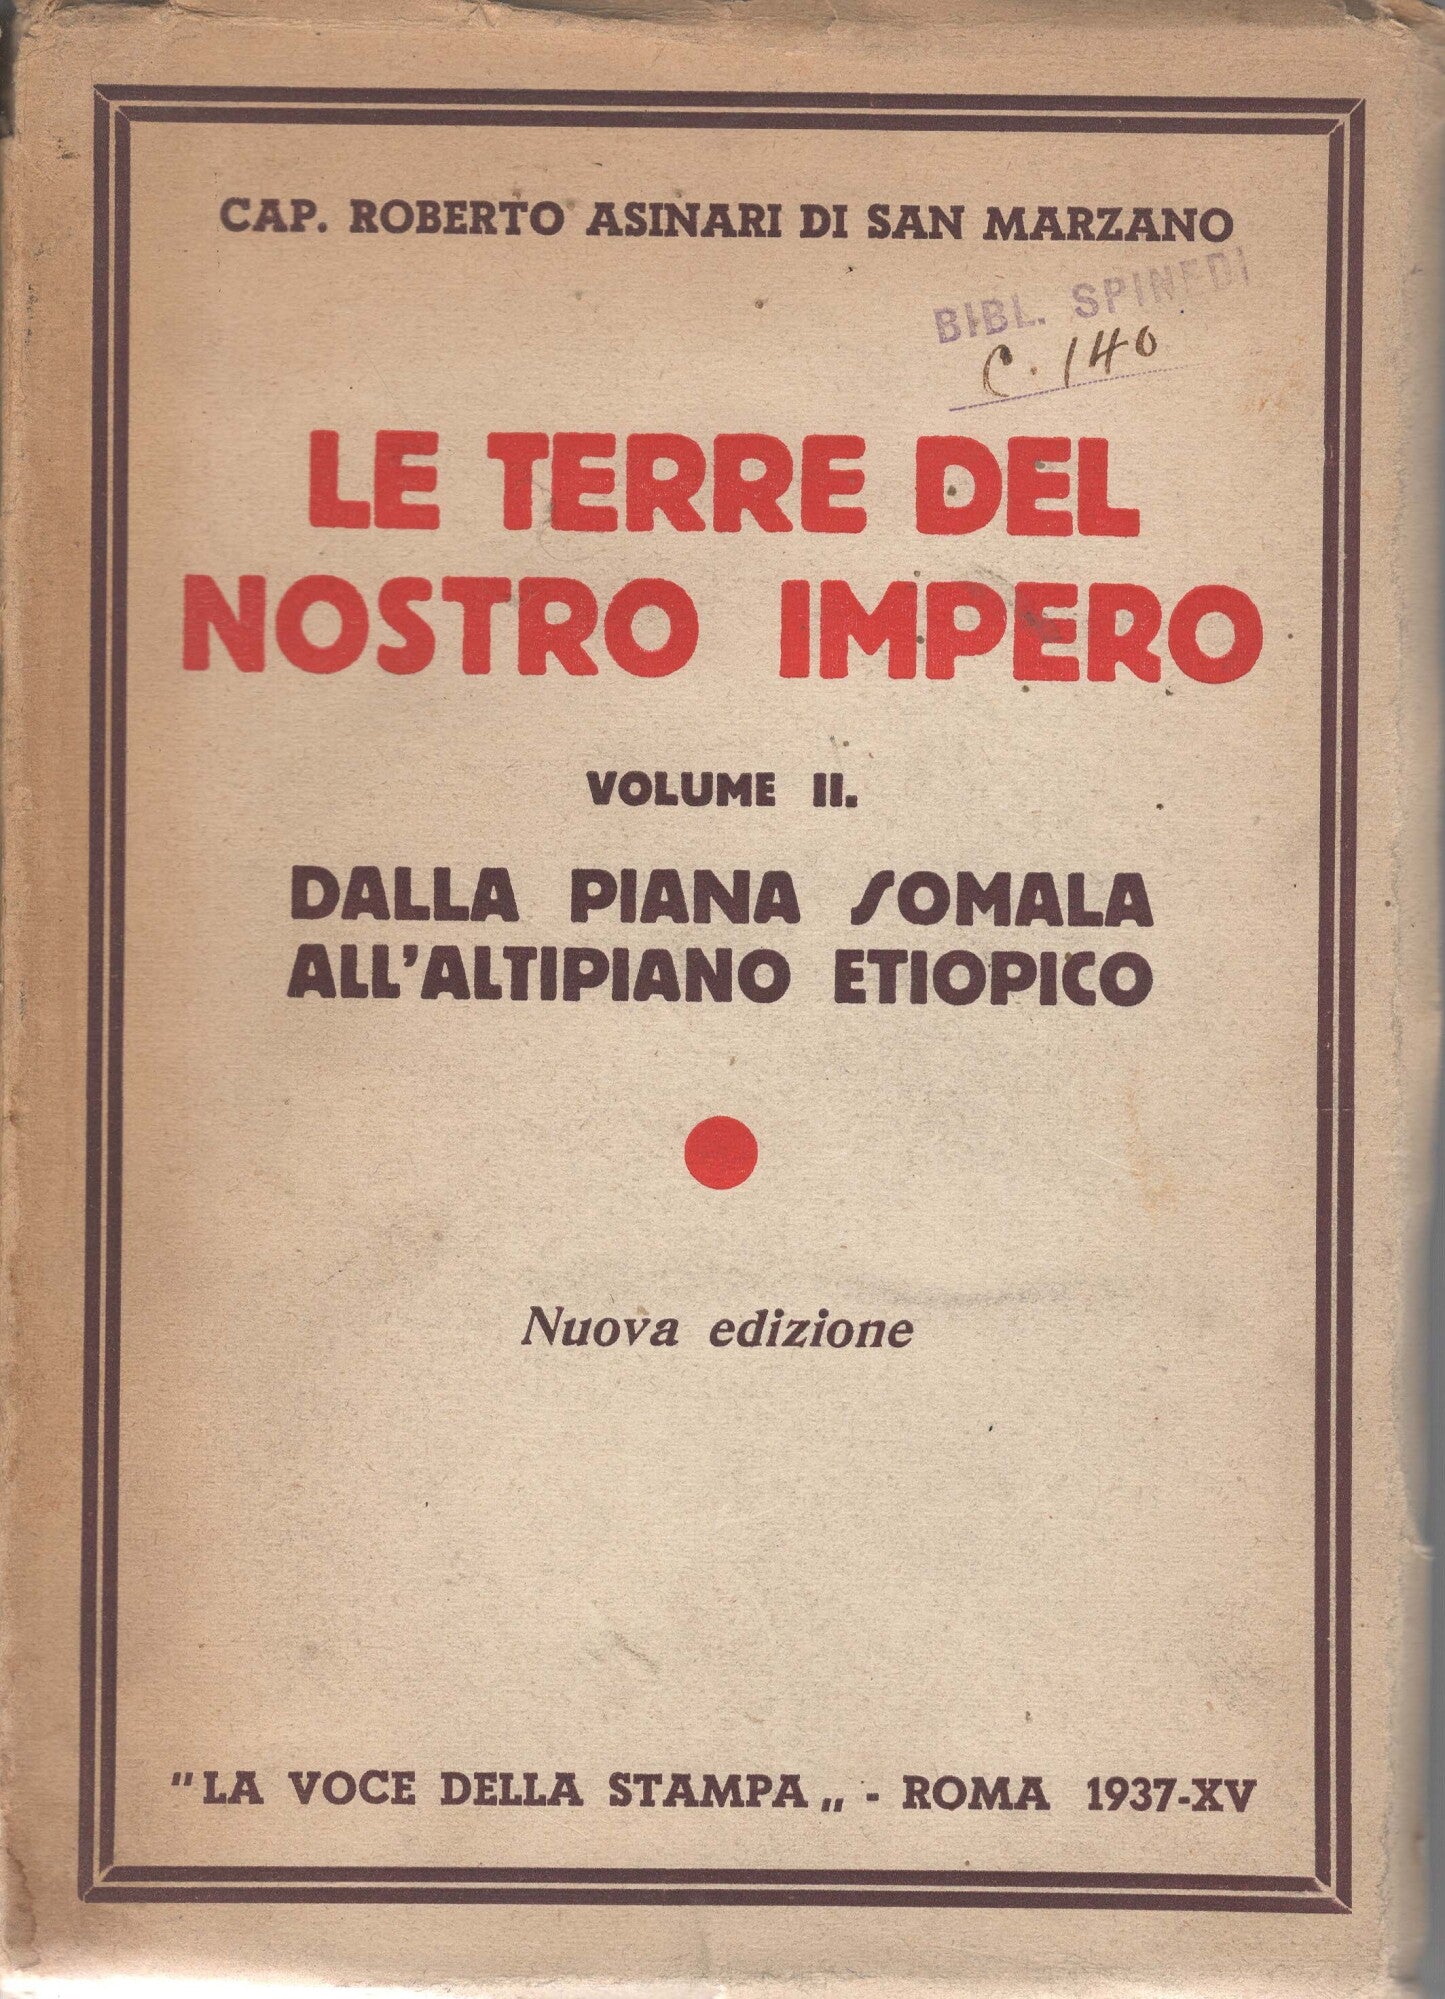 CAP. ROBERTO ASINARI DI SAN MARZANO
BIBL. SPINEDI
C. 140
LE TERRE DEL
NOSTRO IMPERO
VOLUME II.
DALLA PIANA SOMALA
ALL'ALTIPIANO ETIOPICO
Nuova edizione
"LA VOCE DELLA STAMPA„ - ROMA 1937-XV